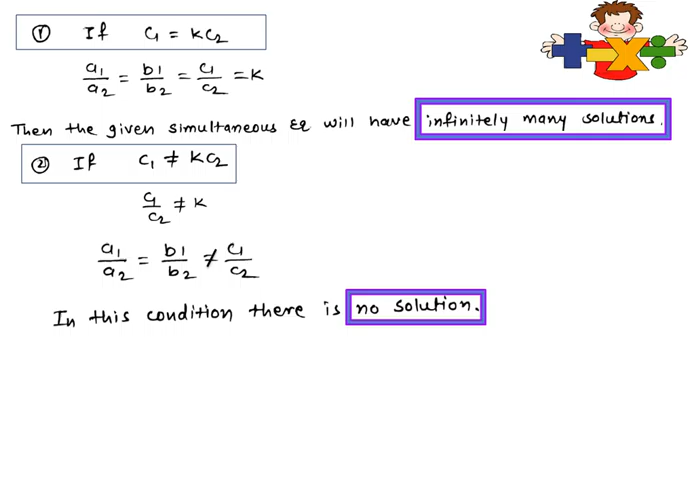 ① If C1 = KC2
a1/a2 = b1/b2 = C1/C2 = K
Then the given simultaneous Eq will have infinitely many solutions.
② If C1 ≠ KC2
C1/C2 ≠ K
a1/a2 = b1/b2 ≠ C1/C2
In this condition there is no solution.